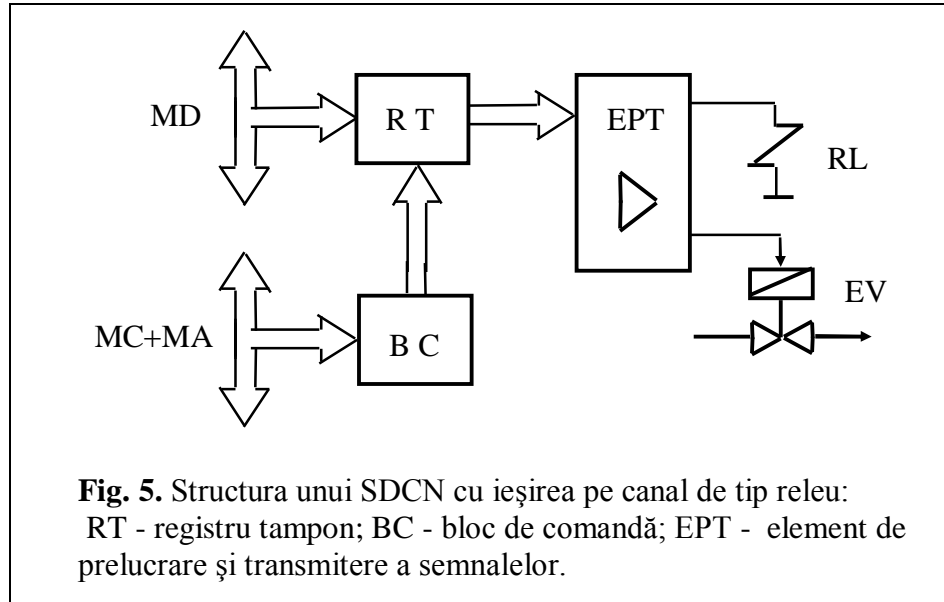 MD
R T
EPT
RL
MC+MA
B C
EV
Fig. 5. Structura unui SDCN cu ieşirea pe canal de tip releu:
RT - registru tampon; BC - bloc de comandă; EPT - element de
prelucrare şi transmitere a semnalelor.